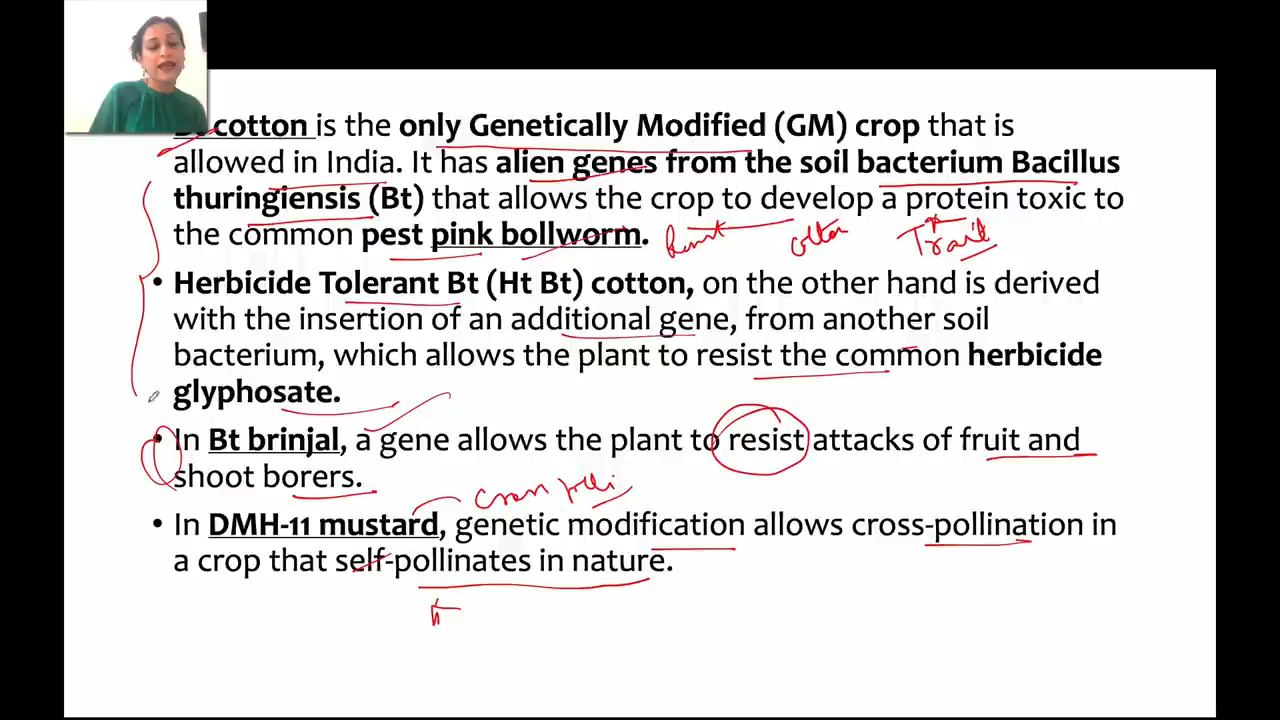 Bt cotton is the only Genetically Modified (GM) crop that is
allowed in India. It has alien genes from the soil bacterium Bacillus
thuringiensis (Bt) that allows the crop to develop a protein toxic to
the common pest pink bollworm.
Trait
• Herbicide Tolerant Bt (Ht Bt) cotton, on the other hand is derived
with the insertion of an additional gene, from another soil
bacterium, which allows the plant to resist the common herbicide
glyphosate.
• In Bt brinjal, a gene allows the plant to resist attacks of fruit and
shoot borers.
• In DMH-11 mustard, genetic modification allows cross-pollination in
a crop that self-pollinates in nature.